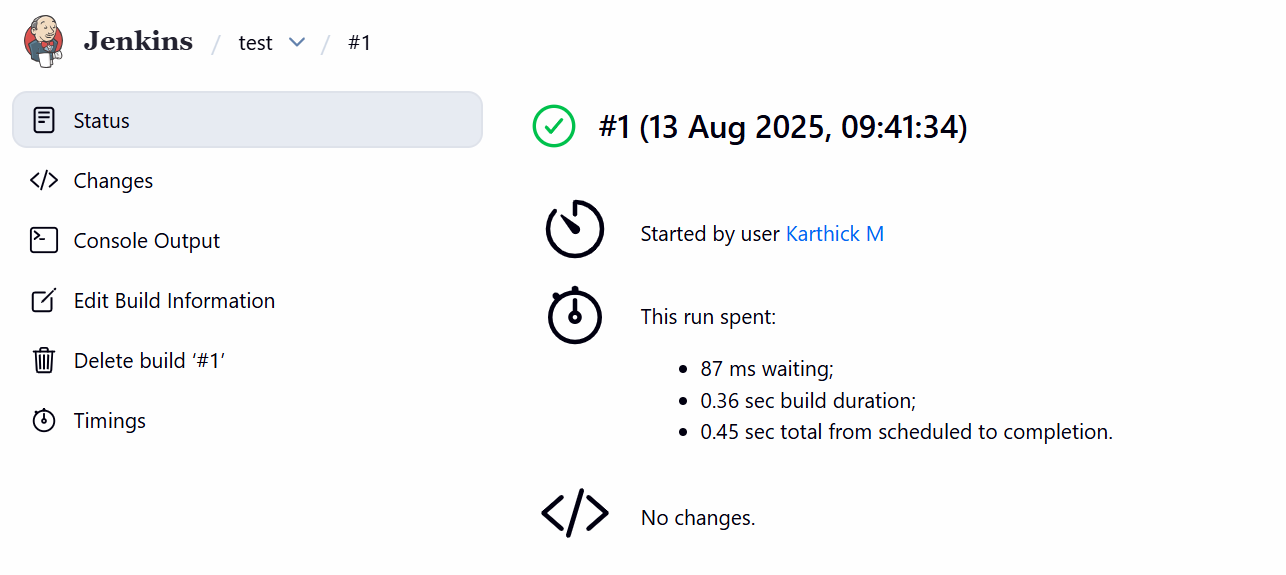 Jenkins / test / #1
Status
Changes
Console Output
Edit Build Information
Delete build ‘#1’
Timings
#1 (13 Aug 2025, 09:41:34)
Started by user Karthick M
This run spent:
• 87 ms waiting;
• 0.36 sec build duration;
• 0.45 sec total from scheduled to completion.
No changes.